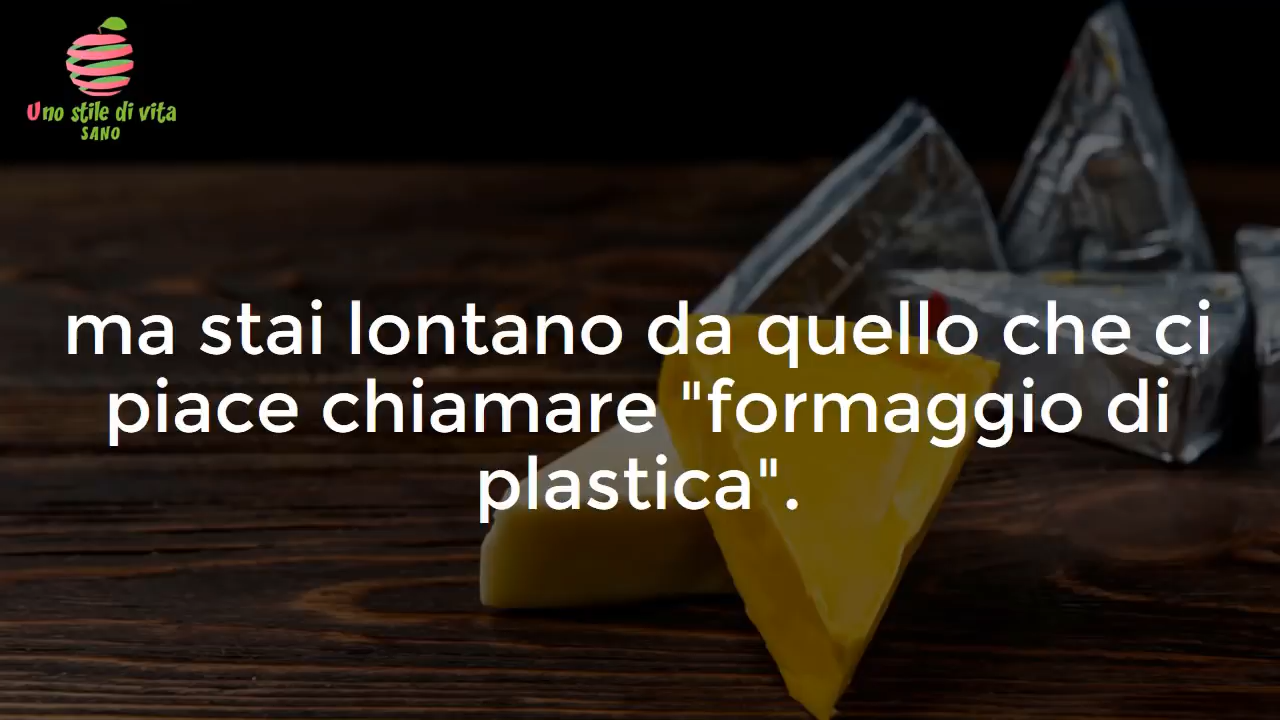 Uno stile di vita
SANO
ma stai lontano da quello che ci
piace chiamare "formaggio di
plastica".